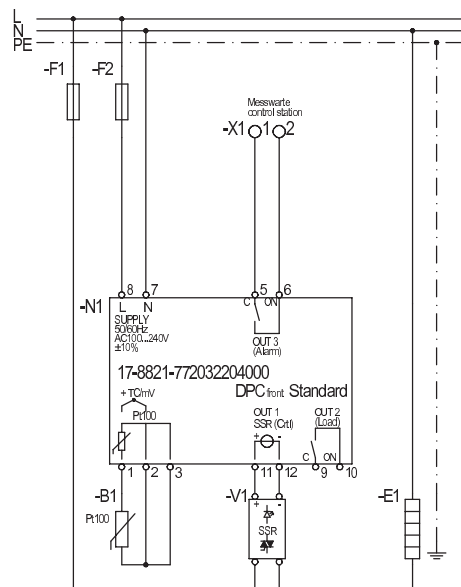 L
N
PE
-F1
-F2
Messwarte
control station
-X1 1 2
8 7 5 6
-N1
L N C ON
SUPPLY
50/60Hz
AC100...240V
±10%
OUT 3
(Alarm)
17-8821-772032204000
DPC front Standard
+ TC/mV
Pt100
OUT 1
SSR (Crtl)
+ -
OUT 2
(Load)
C ON
1 2 3 11 12 9 10
-B1
Pt100
-V1
+ -
SSR
-E1